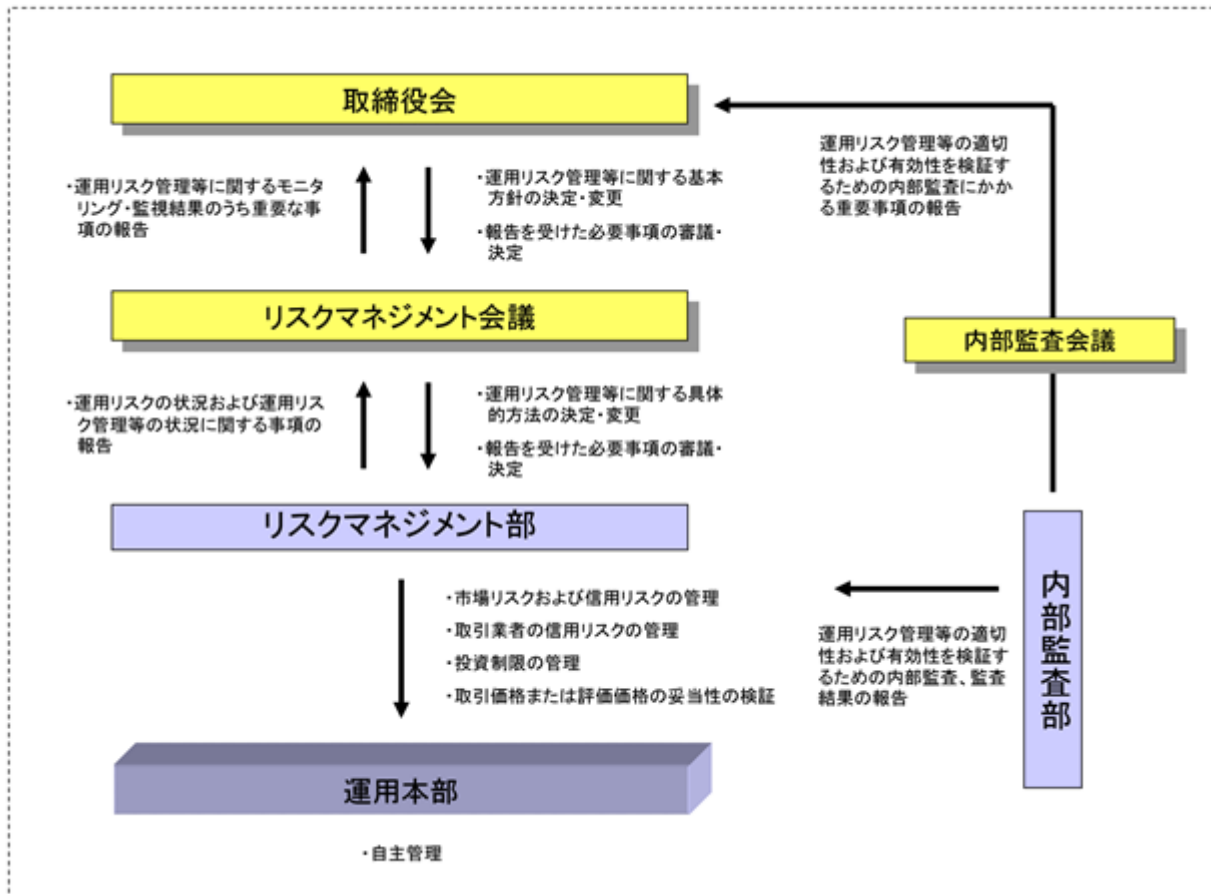 取締役会
・運用リスク管理等に関するモニ
タリング・監視結果のうち重要な事
項の報告
・運用リスク管理等に関する基本
方針の決定・変更
・報告を受けた必要事項の審議・
決定
運用リスク管理等の適切
性および有効性を検証す
るための内部監査にかか
る重要事項の報告
リスクマネジメント会議
内部監査会議
・運用リスクの状況および運用リス
ク管理等の状況に関する事項の
報告
・運用リスク管理等に関する具体
的方法の決定・変更
・報告を受けた必要事項の審議・
決定
リスクマネジメント部
・市場リスクおよび信用リスクの管理
・取引業者の信用リスクの管理
・投資制限の管理
・取引価格または評価価格の妥当性の検証
運用リスク管理等の適切
性および有効性を検証す
るための内部監査、監査
結果の報告
内部監査部
運用本部
・自主管理